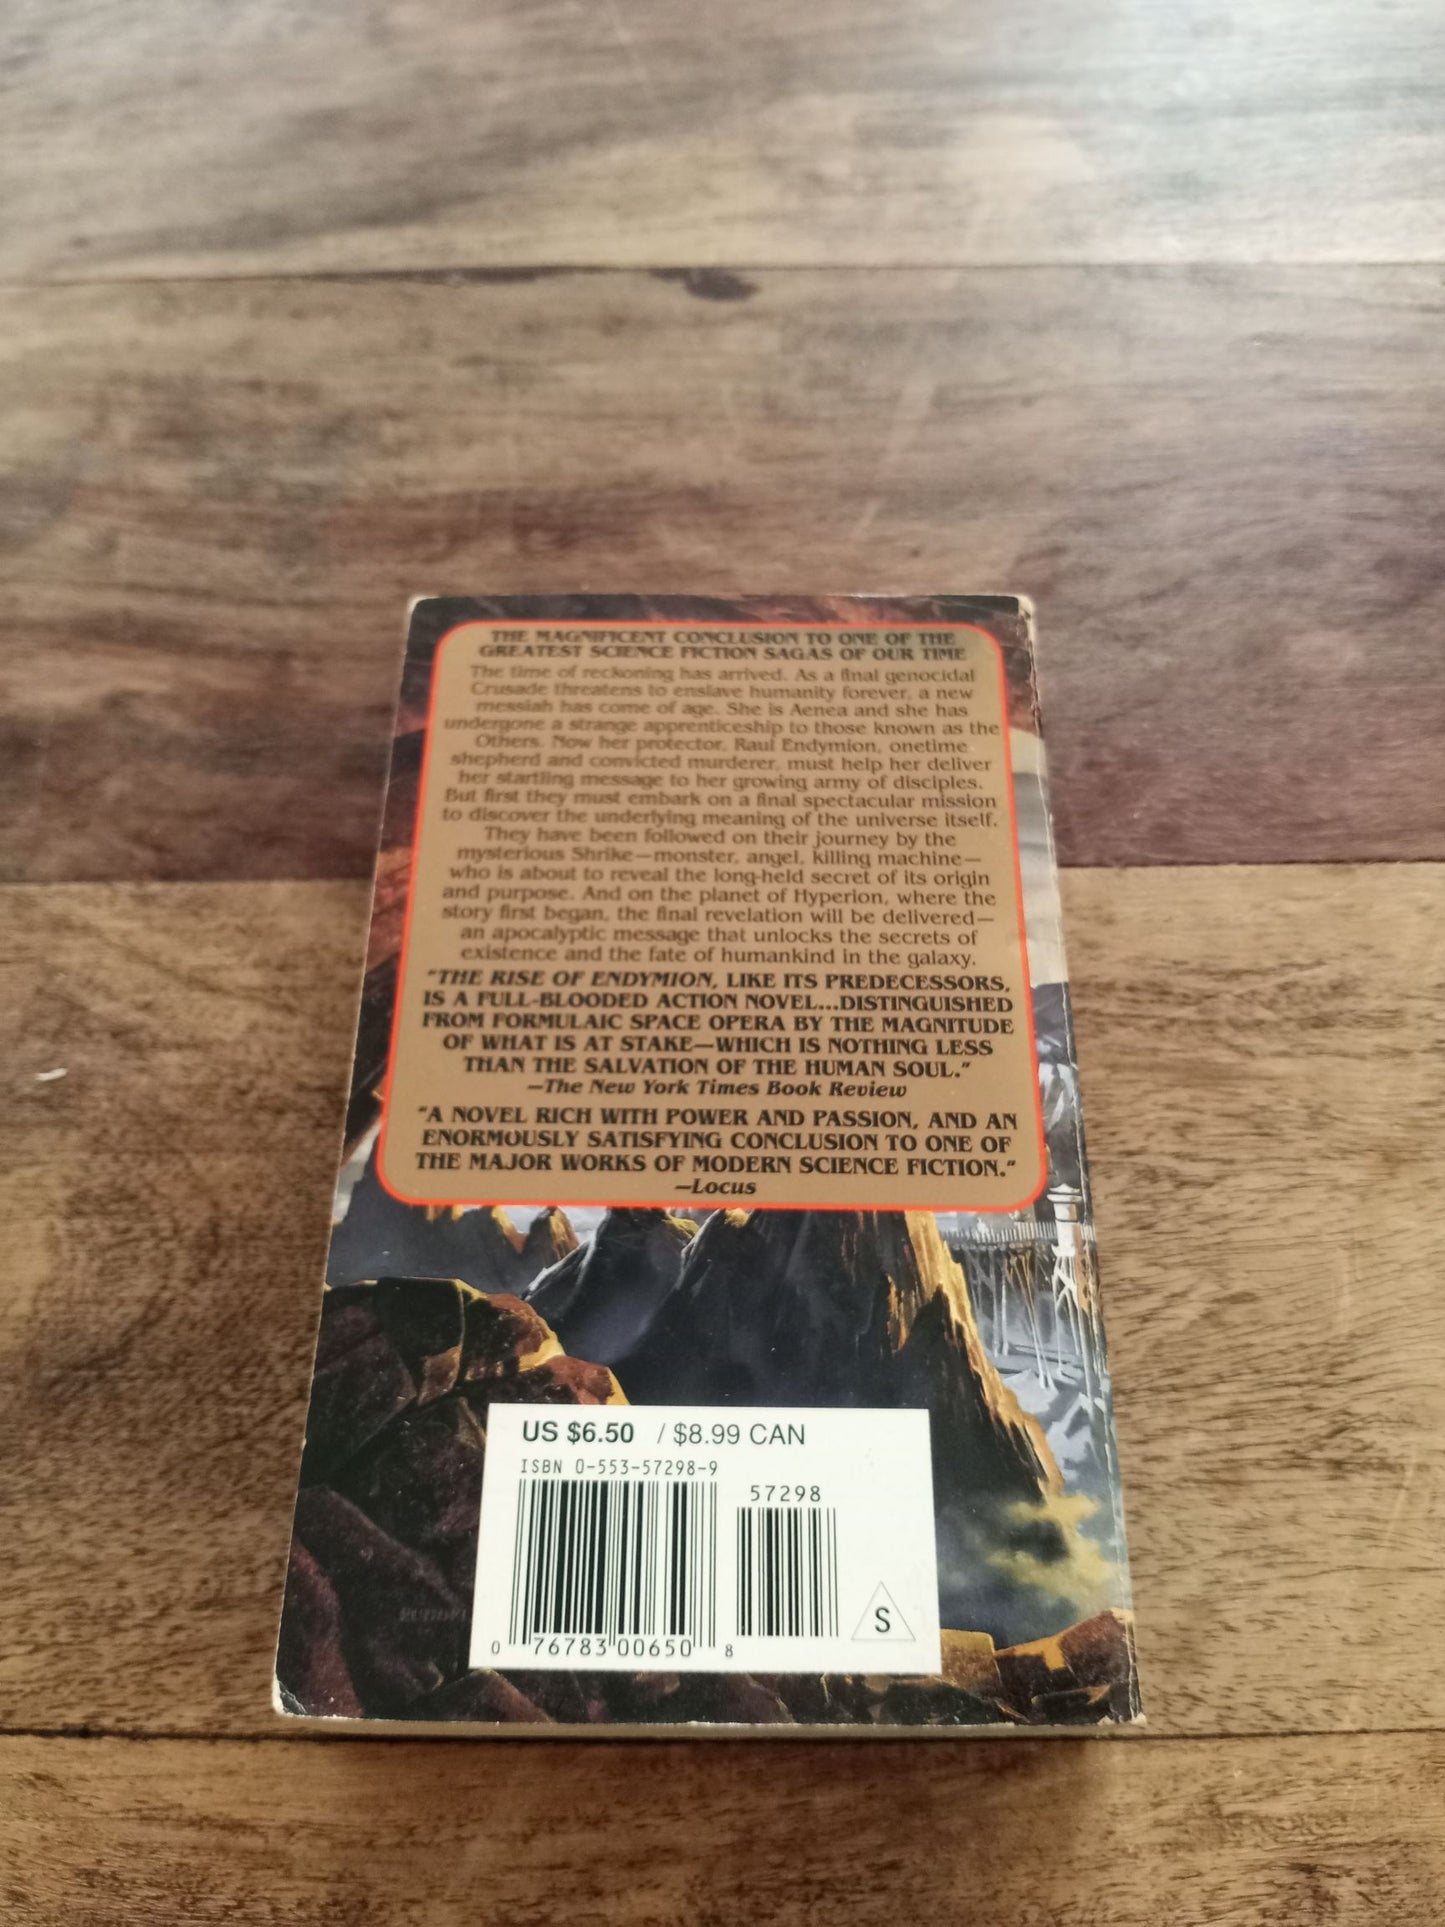 THE MAGNIFICENT CONCLUSION TO ONE OF THE
GREATEST SCIENCE FICTION SAGAS OF OUR TIME
The time of reckoning has arrived. As a final genocidal
Crusade threatens to enslave humanity forever, a new
messiah has come of age. She is Aenea and she has
undergone a strange apprenticeship to those known as the
Others. Now her protector, Raul Endymion, onetime
shepherd and convicted murderer, must help her deliver
her startling message to her growing army of disciples.
But first they must embark on a final spectacular mission
to discover the underlying meaning of the universe itself.
They have been followed on their journey by the
mysterious Shrike—monster, angel, killing machine—
who is about to reveal the long-held secret of its origin
and purpose. And on the planet of Hyperion, where the
story first began, the final revelation will be delivered—
an apocalyptic message that unlocks the secrets of
existence and the fate of humankind in the galaxy.
"THE RISE OF ENDYMION, LIKE ITS PREDECESSORS,
IS A FULL-BLOODED ACTION NOVEL...DISTINGUISHED
FROM FORMULAIC SPACE OPERA BY THE MAGNITUDE
OF WHAT IS AT STAKE—WHICH IS NOTHING LESS
THAN THE SALVATION OF THE HUMAN SOUL."
—The New York Times Book Review
"A NOVEL RICH WITH POWER AND PASSION, AND AN
ENORMOUSLY SATISFYING CONCLUSION TO ONE OF
THE MAJOR WORKS OF MODERN SCIENCE FICTION."
—Locus
US $6.50 / $8.99 CAN
ISBN 0-553-57298-9
57298
0 76783 00650 8
S